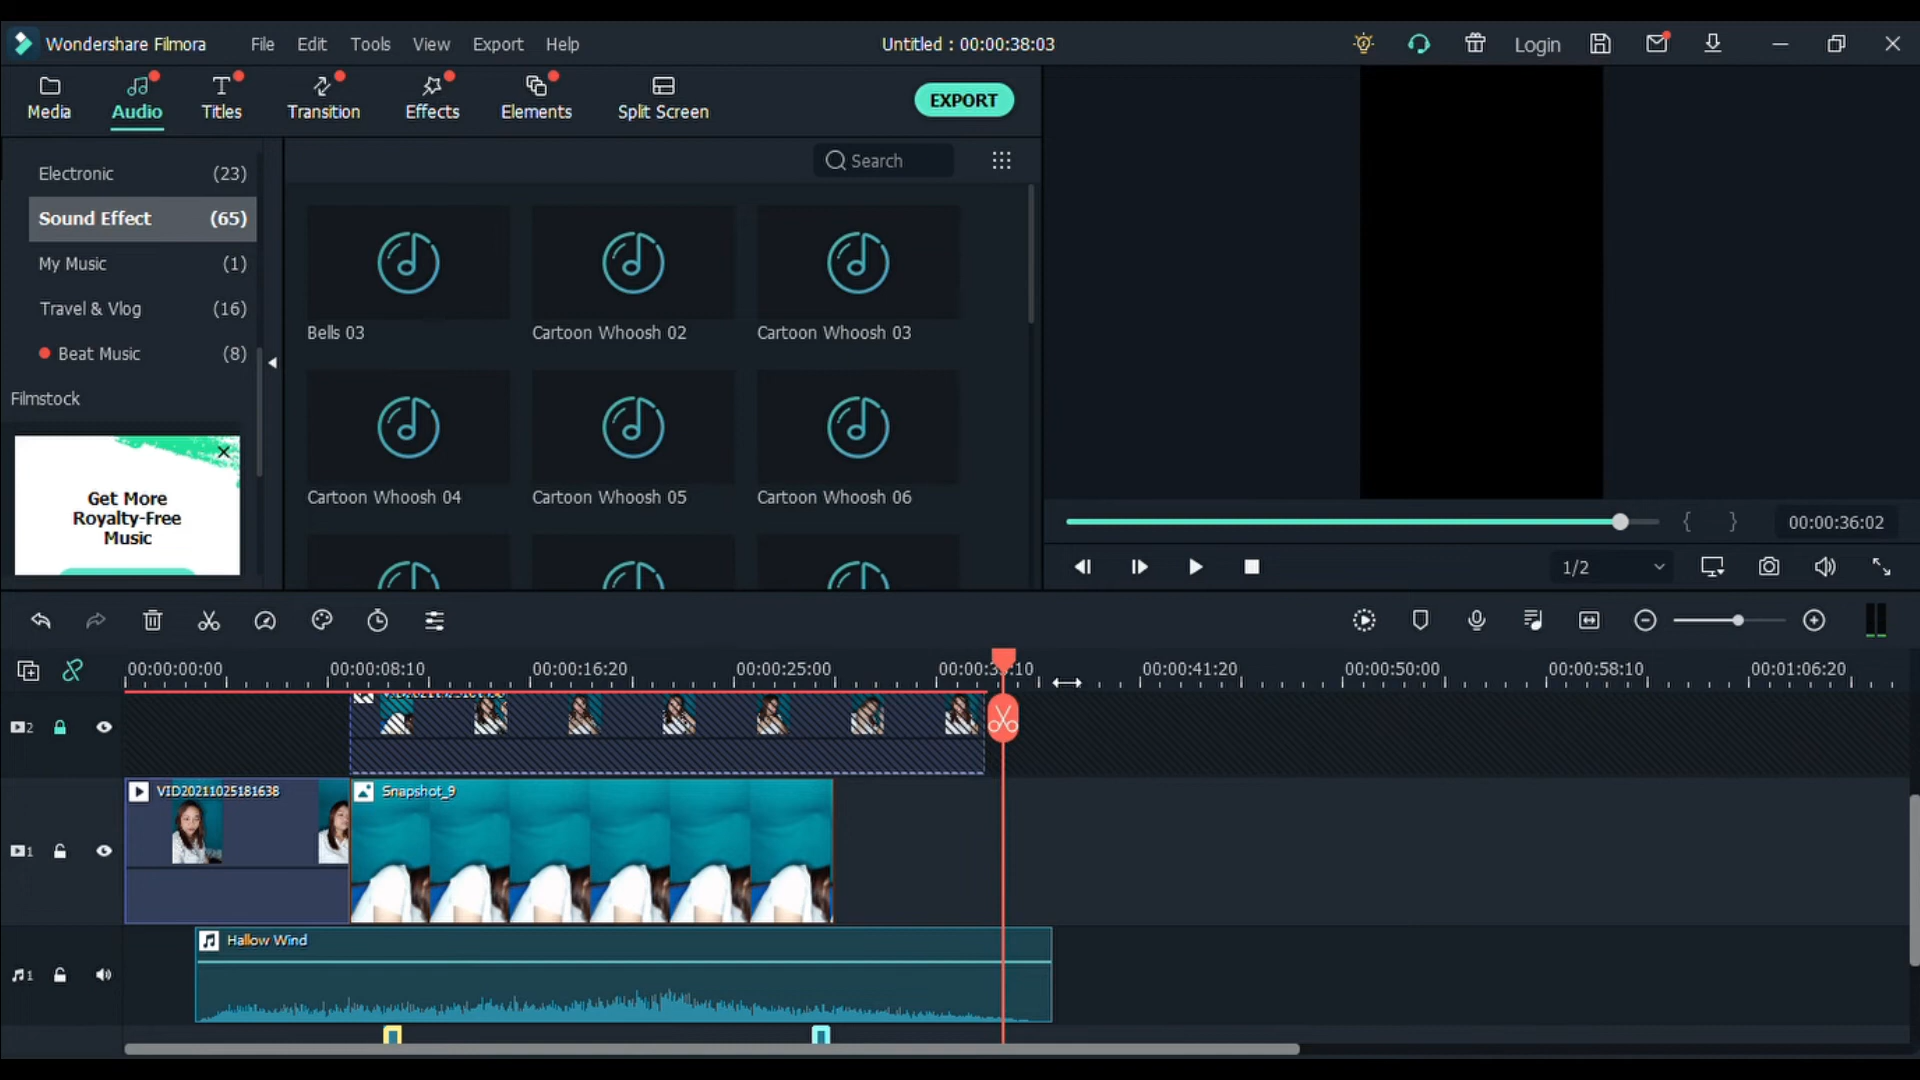 Wondershare Filmora File Edit Tools View Export Help Untitled : 00:00:38:03 Login
Media Audio Titles Transition Effects Elements Split Screen EXPORT
Search
Electronic (23)
Sound Effect (65)
My Music (1)
Travel & Vlog (16)
Beat Music (8)
Filmstock
Get More
Royalty-Free
Music
Bells 03 Cartoon Whoosh 02 Cartoon Whoosh 03
Cartoon Whoosh 04 Cartoon Whoosh 05 Cartoon Whoosh 06
{ } 00:00:36:02
1/2
00:00:00:00 00:00:08:10 00:00:16:20 00:00:25:00 00:00:41:20 00:00:50:00 00:00:58:10 00:01:06:20
2
VID20211025181638 Snapshot_9
1
Hallow Wind
1